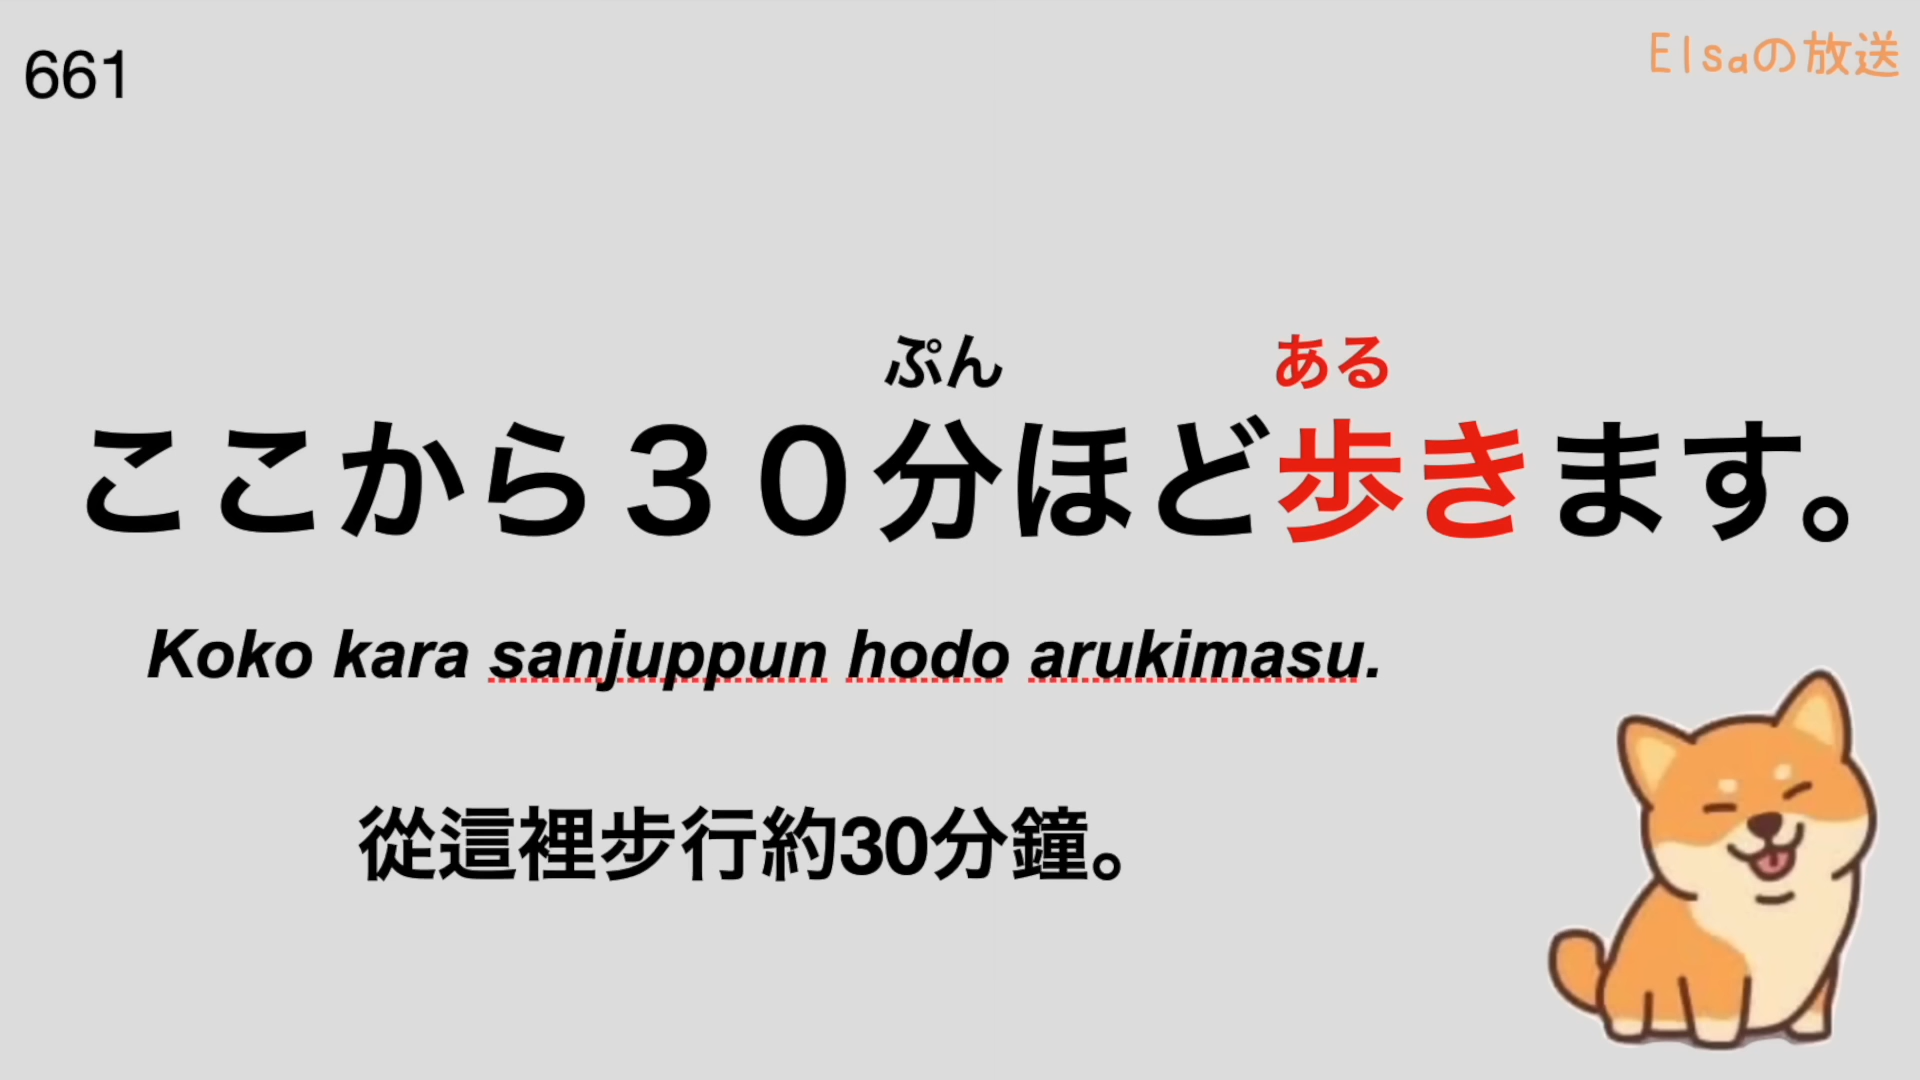 661
Elsaの放送
ぷん ある
ここから３０分ほど歩きます。
Koko kara sanjuppun hodo arukimasu.
從這裡步行約30分鐘。